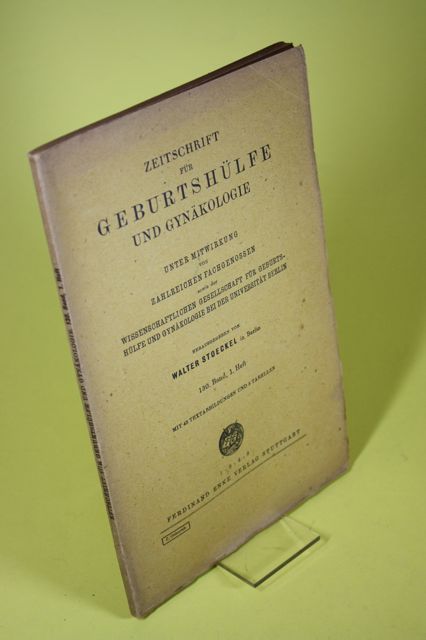 ZEITSCHRIFT
FÜR
GEBURTSHÜLFE
UND GYNÄKOLOGIE
UNTER MITWIRKUNG
von
ZAHLREICHEN FACHGENOSSEN
sowie der
WISSENSCHAFTLICHEN GESELLSCHAFT FÜR GEBURTS-
HÜLFE UND GYNÄKOLOGIE BEI DER UNIVERSITÄT BERLIN
HERAUSGEGEBEN VON
WALTER STOECKEL in Berlin
130. Band, 1. Heft
MIT 43 TEXTABBILDUNGEN UND 5 TABELLEN
FERDINAND ENKE VERLAG STUTTGART